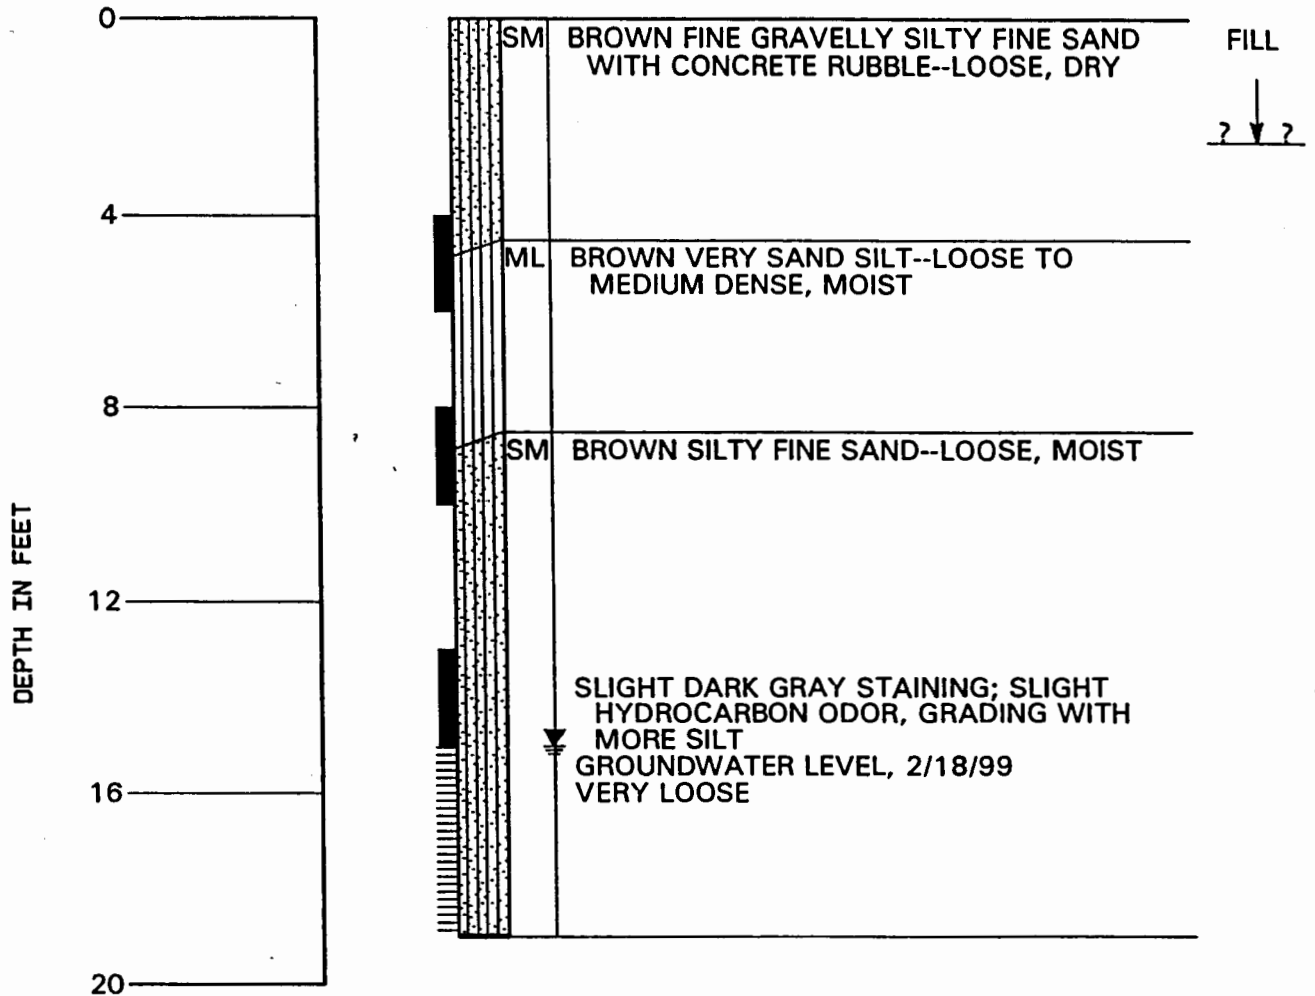 0
SM BROWN FINE GRAVELLY SILTY FINE SAND
WITH CONCRETE RUBBLE--LOOSE, DRY
FILL
? ?
4
ML BROWN VERY SAND SILT--LOOSE TO
MEDIUM DENSE, MOIST
8
SM BROWN SILTY FINE SAND--LOOSE, MOIST
DEPTH IN FEET
12
SLIGHT DARK GRAY STAINING; SLIGHT
HYDROCARBON ODOR, GRADING WITH
MORE SILT
GROUNDWATER LEVEL, 2/18/99
16
VERY LOOSE
20